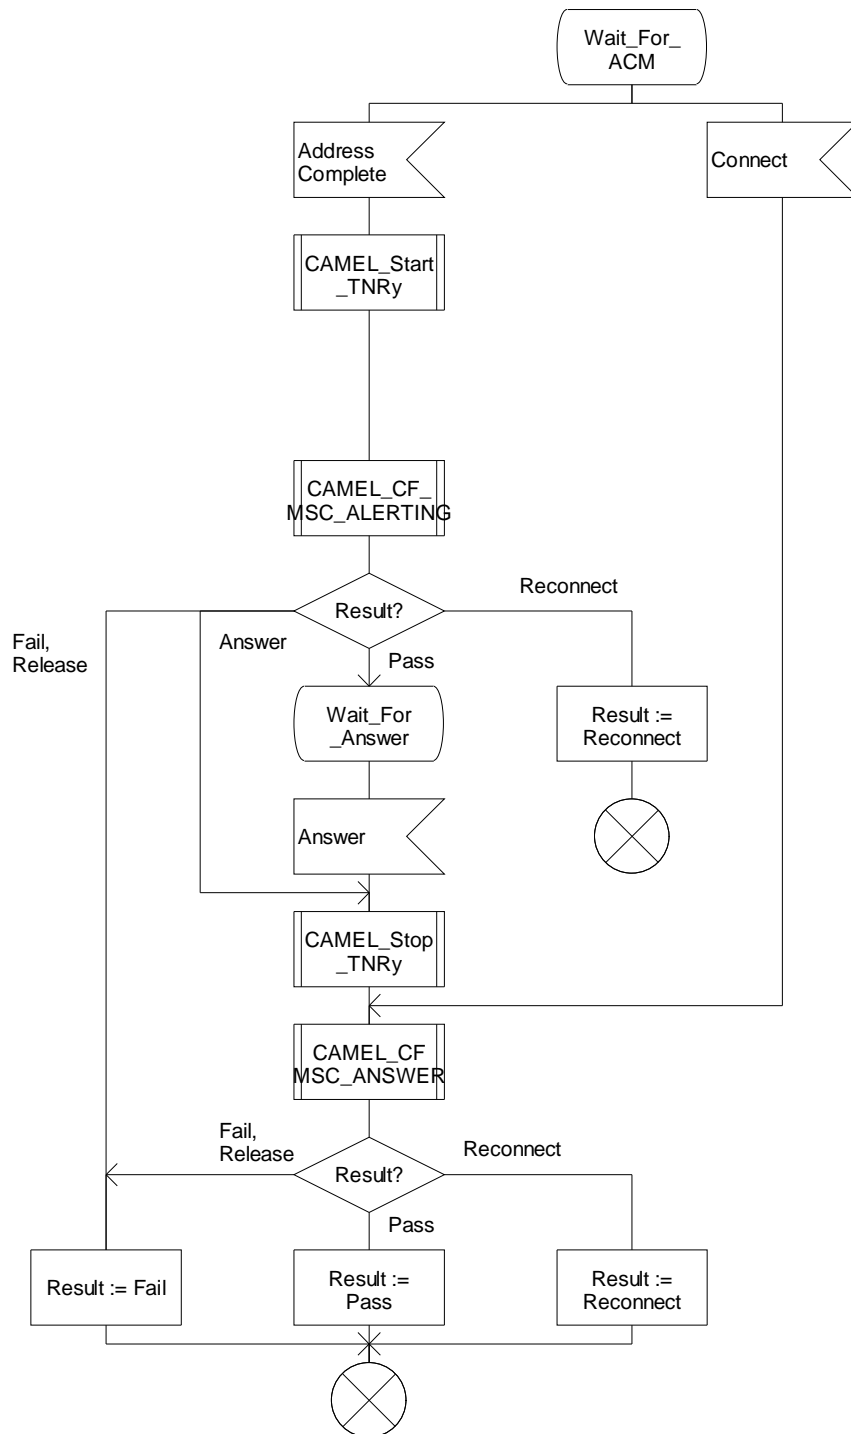 Wait_For_
ACM
Address
Complete
Connect
CAMEL_Start
_TNRy
CAMEL_CF_
MSC_ALERTING
Result?
Reconnect
Fail,
Release
Answer
Pass
Wait_For
_Answer
Result :=
Reconnect
Answer
CAMEL_Stop
_TNRy
CAMEL_CF
MSC_ANSWER
Fail,
Release
Result?
Reconnect
Pass
Result := Fail
Result :=
Pass
Result :=
Reconnect